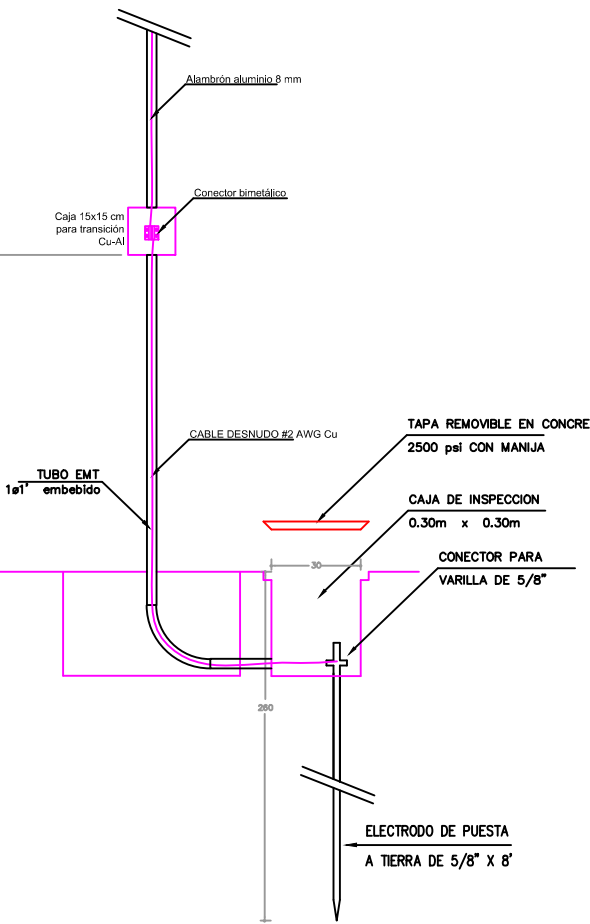 Alambrón aluminio 8 mm
Conector bimetálico
Caja 15x15 cm
para transición
Cu-Al
CABLE DESNUDO #2 AWG Cu
TAPA REMOVIBLE EN CONCRE
2500 psi CON MANIJA
TUBO EMT
1ø1' embebido
CAJA DE INSPECCION
0.30m x 0.30m
CONECTOR PARA
VARILLA DE 5/8"
30
260
ELECTRODO DE PUESTA
A TIERRA DE 5/8" X 8'